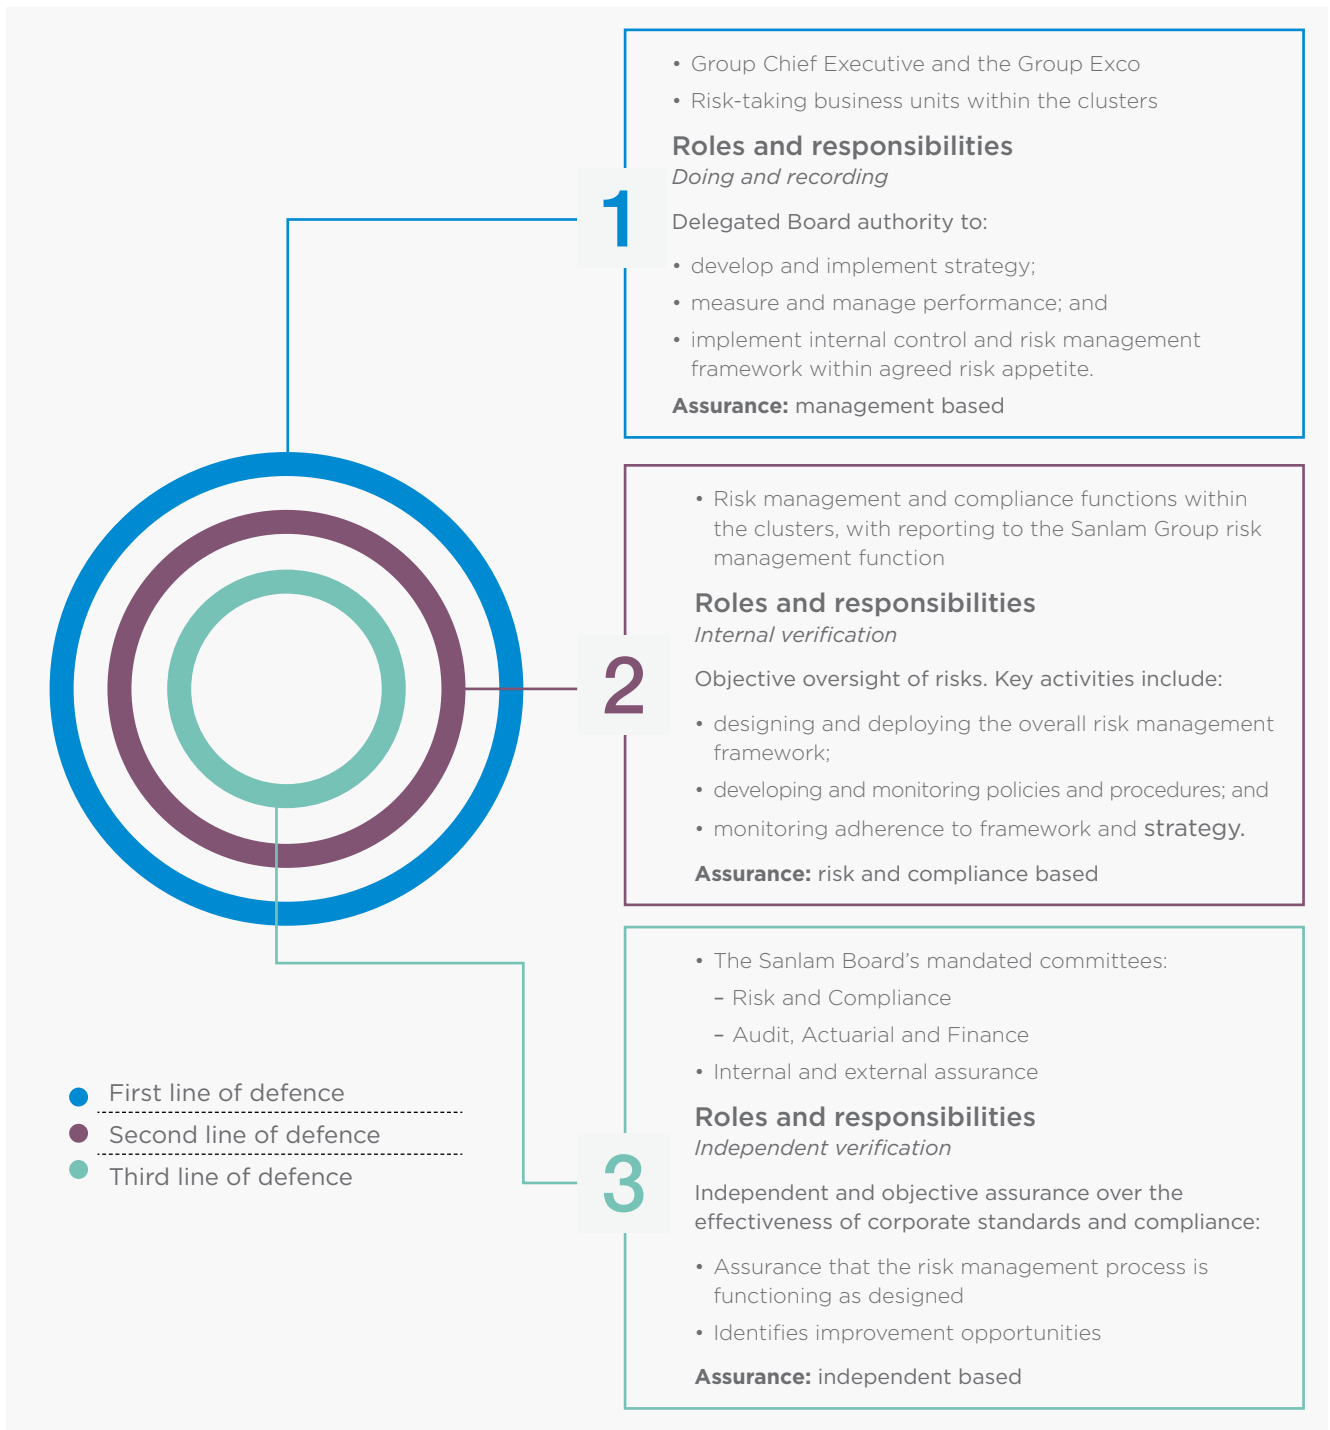 • Group Chief Executive and the Group Exco
• Risk-taking business units within the clusters
Roles and responsibilities
Doing and recording
1
Delegated Board authority to:
• develop and implement strategy;
• measure and manage performance; and
• implement internal control and risk management
framework within agreed risk appetite.
Assurance: management based
• Risk management and compliance functions within
the clusters, with reporting to the Sanlam Group risk
management function
Roles and responsibilities
Internal verification
2
Objective oversight of risks. Key activities include:
• designing and deploying the overall risk management
framework;
• developing and monitoring policies and procedures; and
• monitoring adherence to framework and strategy.
Assurance: risk and compliance based
• The Sanlam Board’s mandated committees:
– Risk and Compliance
– Audit, Actuarial and Finance
• Internal and external assurance
Roles and responsibilities
Independent verification
3
Independent and objective assurance over the
effectiveness of corporate standards and compliance:
• Assurance that the risk management process is
functioning as designed
• Identifies improvement opportunities
Assurance: independent based
First line of defence
Second line of defence
Third line of defence